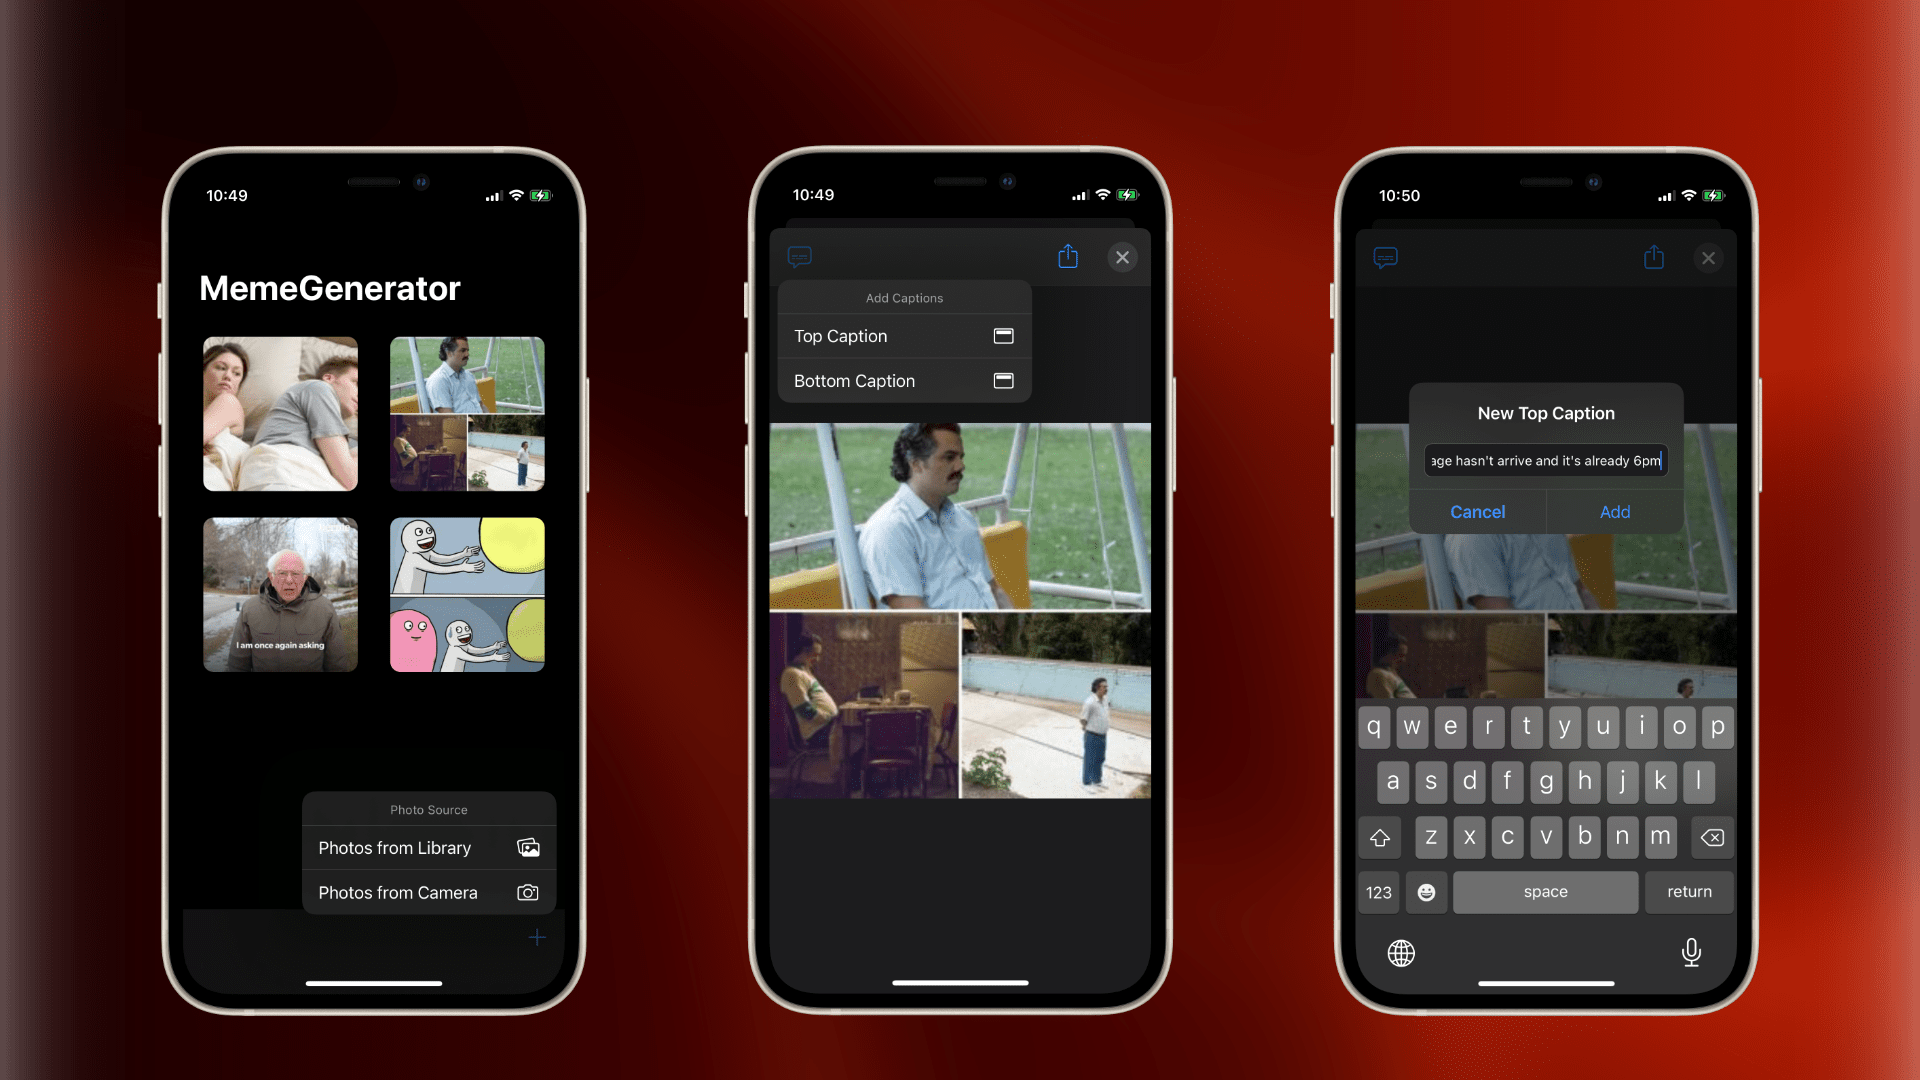 10:49
MemeGenerator
I am once again asking
Photo Source
Photos from Library
Photos from Camera
10:49
Add Captions
Top Caption
Bottom Caption
10:50
New Top Caption
age hasn't arrive and it's already 6pm
Cancel
Add
q w e r t y u i o p
a s d f g h j k l
z x c v b n m
123
space
return